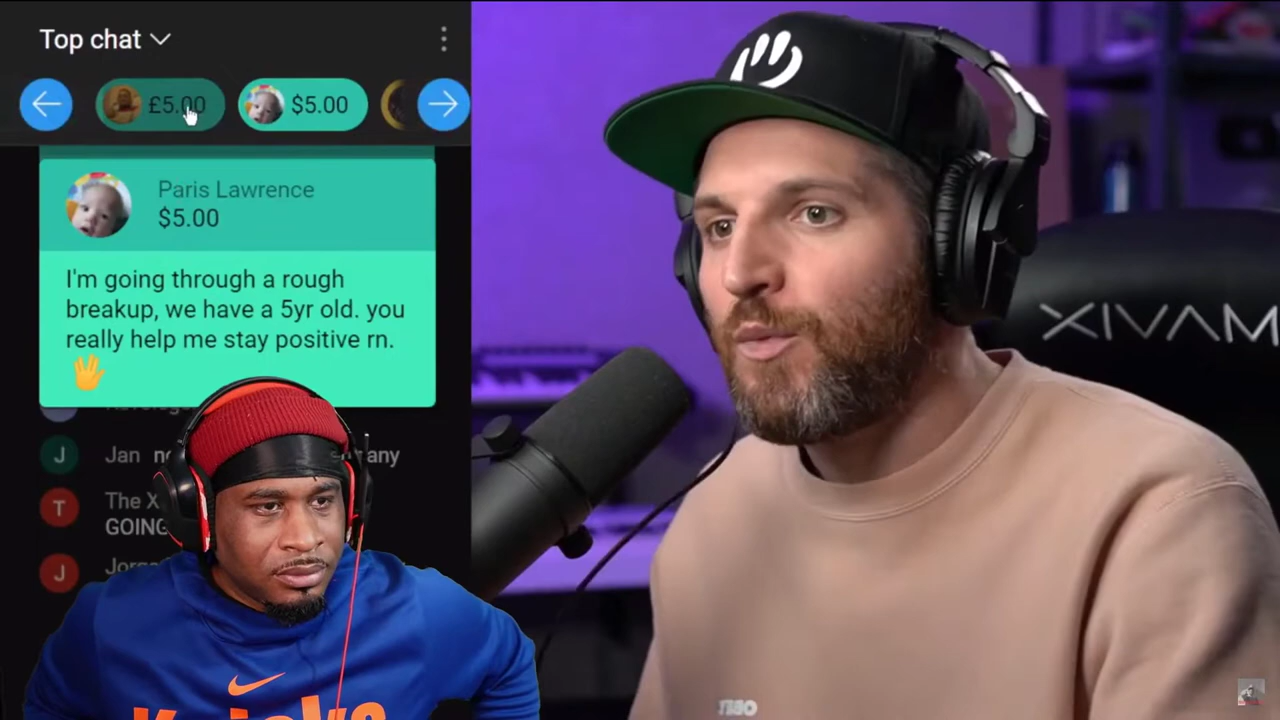 Top chat
£5.00
$5.00
Paris Lawrence
$5.00
I'm going through a rough
breakup, we have a 5yr old. you
really help me stay positive rn.
🖖
J
Jan
any
T
The X
GOING
J
Knicks
XIVAM